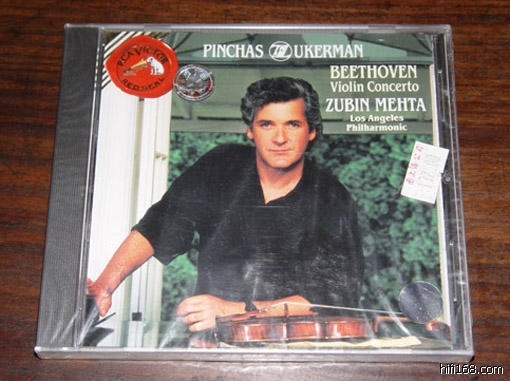 RCA VICTOR
RED SEAL
PINCHAS ZUKERMAN
BEETHOVEN
Violin Concerto
ZUBIN MEHTA
Los Angeles
Philharmonic
hifi168.com